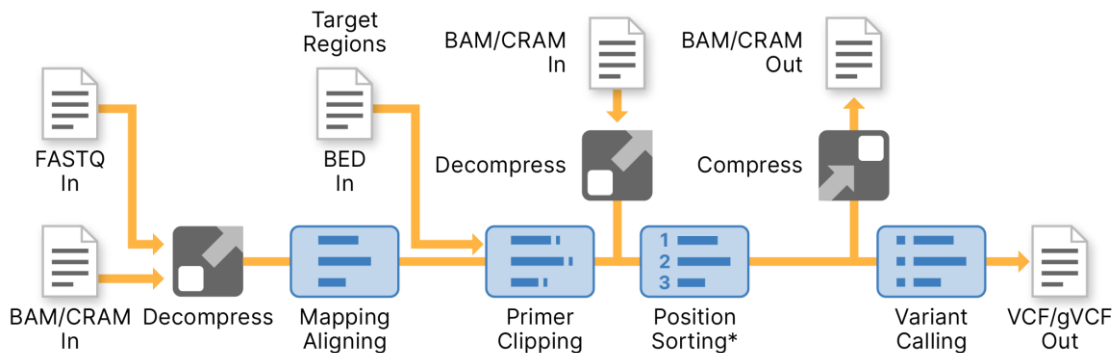 Target
Regions
BAM/CRAM
In
BAM/CRAM
Out
FASTQ
In
BED
In
Decompress
Compress
1
2
3
BAM/CRAM
In
Decompress
Mapping
Aligning
Primer
Clipping
Position
Sorting*
Variant
Calling
VCF/gVCF
Out